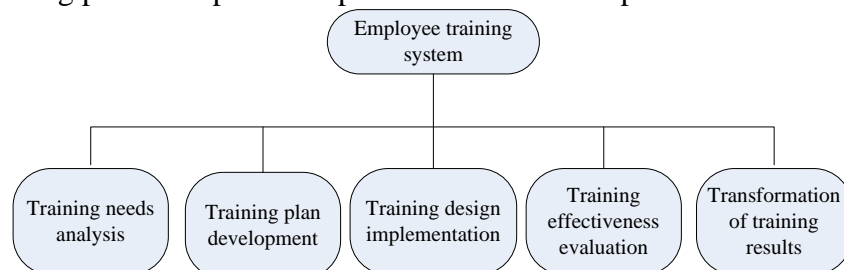 Employee training
system
Training needs
analysis
Training plan
development
Training design
implementation
Training
effectiveness
evaluation
Transformation
of training
results